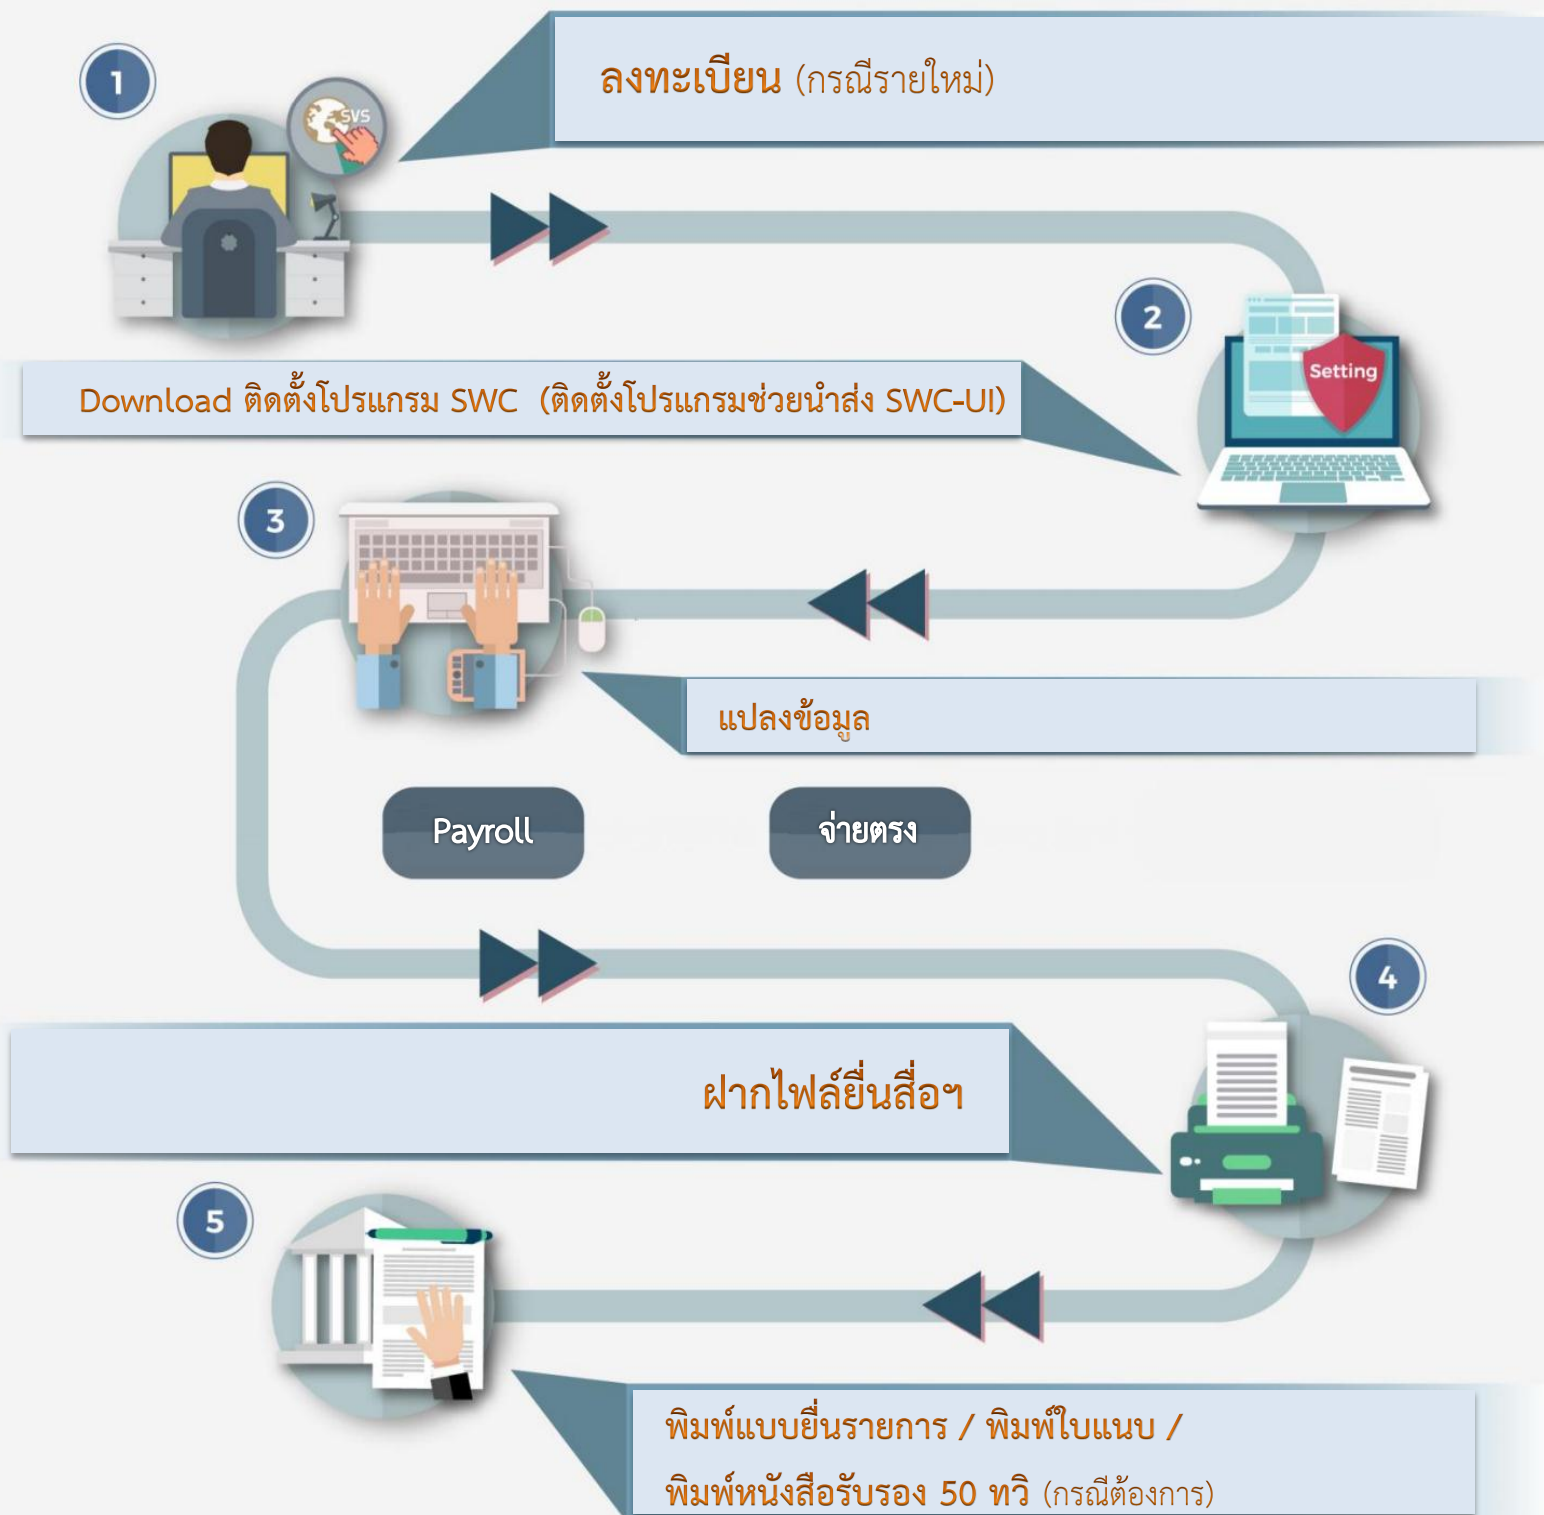 1
SVS
ลงทะเบียน (กรณีรายใหม่)
2
Setting
Download ติดตั้งโปรแกรม SWC (ติดตั้งโปรแกรมช่วยนำส่ง SWC-UI)
3
แปลงข้อมูล
Payroll
จ่ายตรง
4
ฝากไฟล์ยื่นสื่อฯ
5
พิมพ์แบบยื่นรายการ / พิมพ์ใบแนบ /
พิมพ์หนังสือรับรอง 50 ทวิ (กรณีต้องการ)